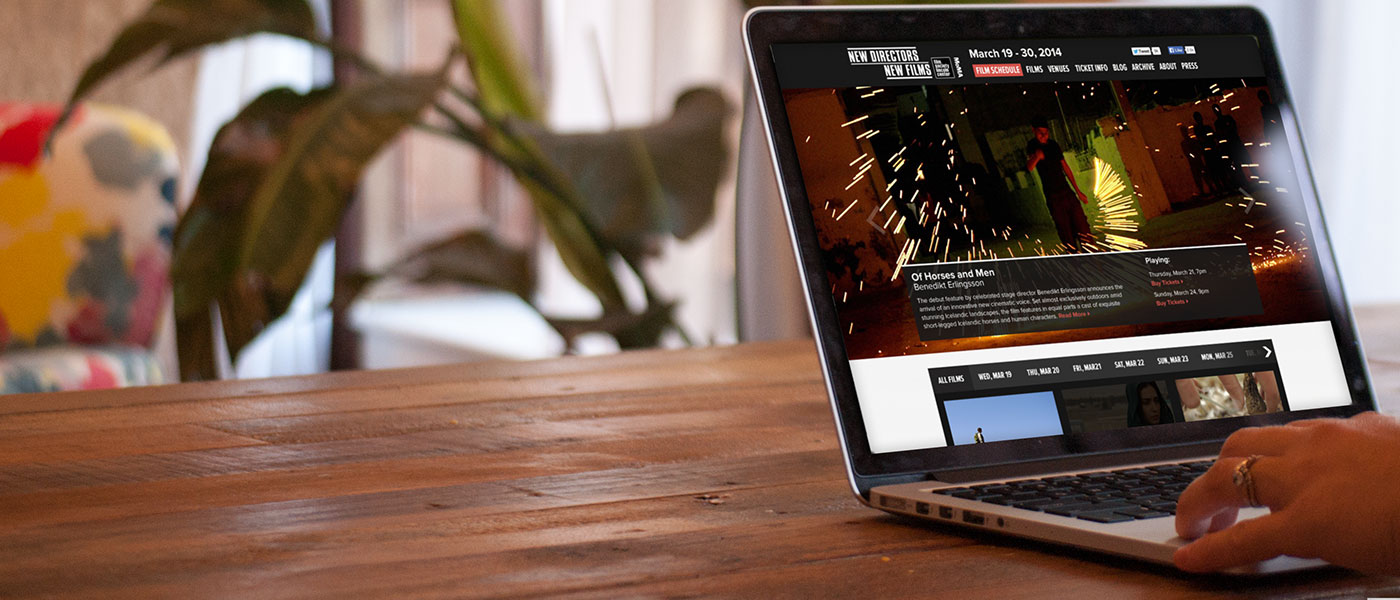 NEW DIRECTORS
NEW FILMS
film
society
lincoln
center
MoMA
March 19 - 30, 2014
Tweet
Like
FILM SCHEDULE FILMS VENUES TICKET INFO BLOG ARCHIVE ABOUT PRESS
Of Horses and Men
Benedikt Erlingsson
The debut feature by celebrated stage director Benedikt Erlingsson announces the
arrival of an innovative new cinematic voice. Set almost exclusively outdoors amid
stunning Icelandic landscapes, the film features in equal parts a cast of exquisite
short-legged Icelandic horses and human characters. Read More >
Playing:
Thursday, March 21, 7pm
Buy Tickets >
Sunday, March 24, 9pm
Buy Tickets >
ALL FILMS WED, MAR 19 THU, MAR 20 FRI, MAR21 SAT, MAR 22 SUN, MAR 23 MON, MAR 25 TUE,